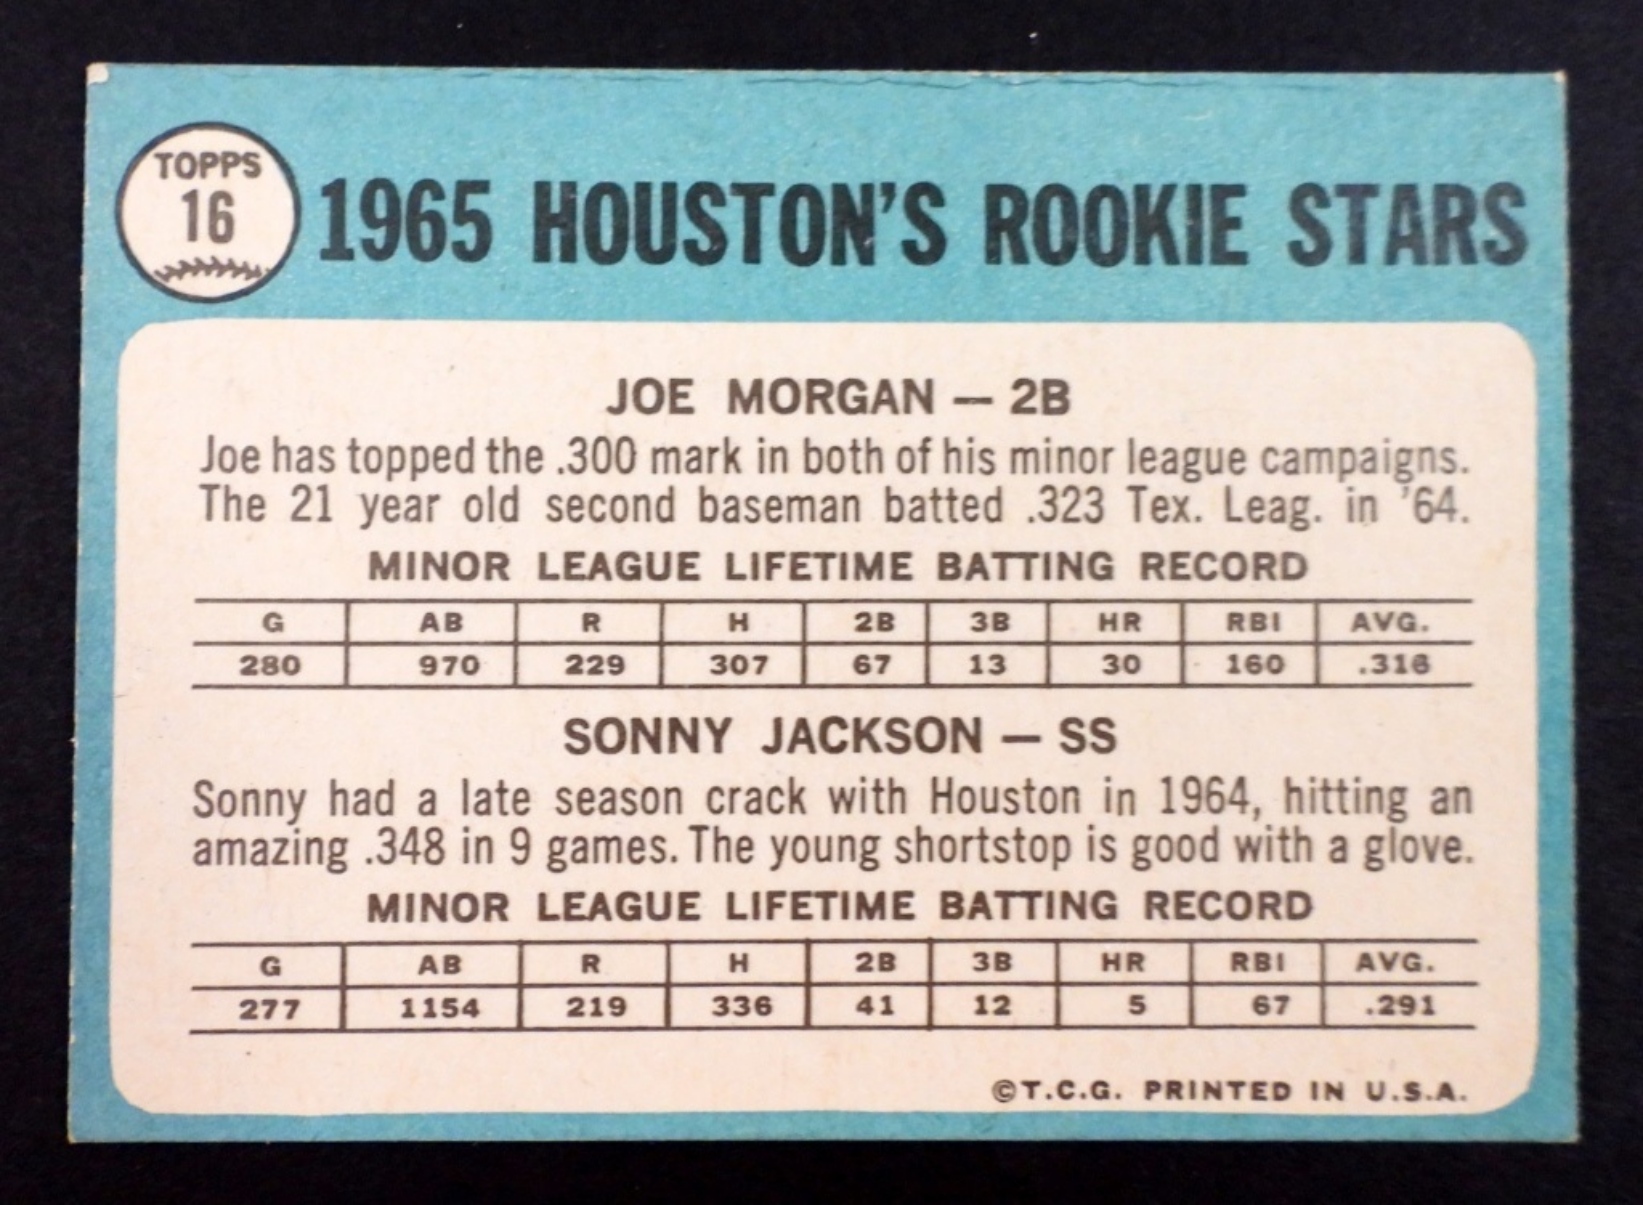 TOPPS
16
1965 HOUSTON'S ROOKIE STARS
JOE MORGAN — 2B
Joe has topped the .300 mark in both of his minor league campaigns.
The 21 year old second baseman batted .323 Tex. Leag. in '64.
MINOR LEAGUE LIFETIME BATTING RECORD
G AB R H 2B 3B HR RBI AVG.
280 970 229 307 67 13 30 160 .316
SONNY JACKSON — SS
Sonny had a late season crack with Houston in 1964, hitting an
amazing .348 in 9 games. The young shortstop is good with a glove.
MINOR LEAGUE LIFETIME BATTING RECORD
G AB R H 2B 3B HR RBI AVG.
277 1154 219 336 41 12 5 67 .291
©T.C.G. PRINTED IN U.S.A.